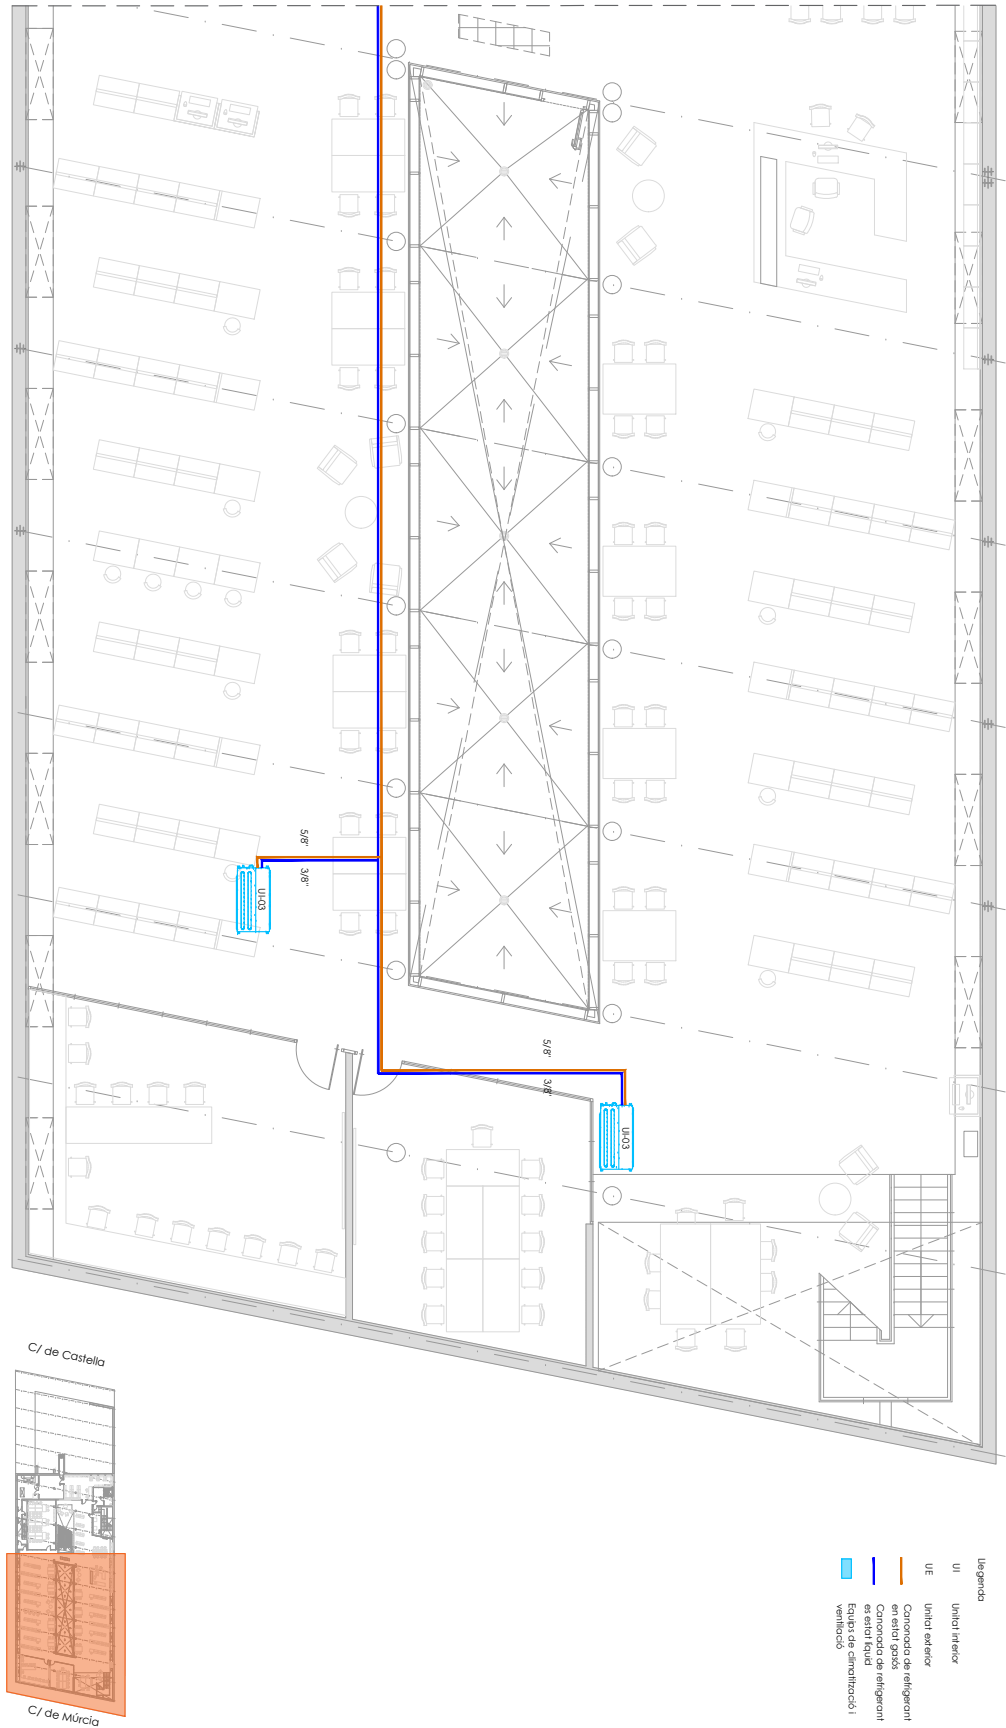 5/8"
3/8"
UI-03
5/8"
3/8"
UI-03
C/ de Castella
C/ de Múrcia
Llegenda
UI Unitat interior
UE Unitat exterior
Canonada de refrigerant
en estat gasós
Canonada de refrigerant
es estat líquid
Equips de climatització i
ventilació